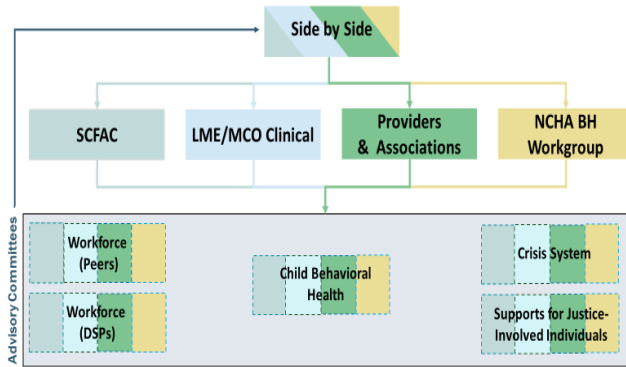 Side by Side
SCFAC
LME/MCO Clinical
Providers
& Associations
NCHA BH
Workgroup
Advisory Committees
Workforce
(Peers)
Workforce
(DSPs)
Child Behavioral
Health
Crisis System
Supports for Justice-
Involved Individuals